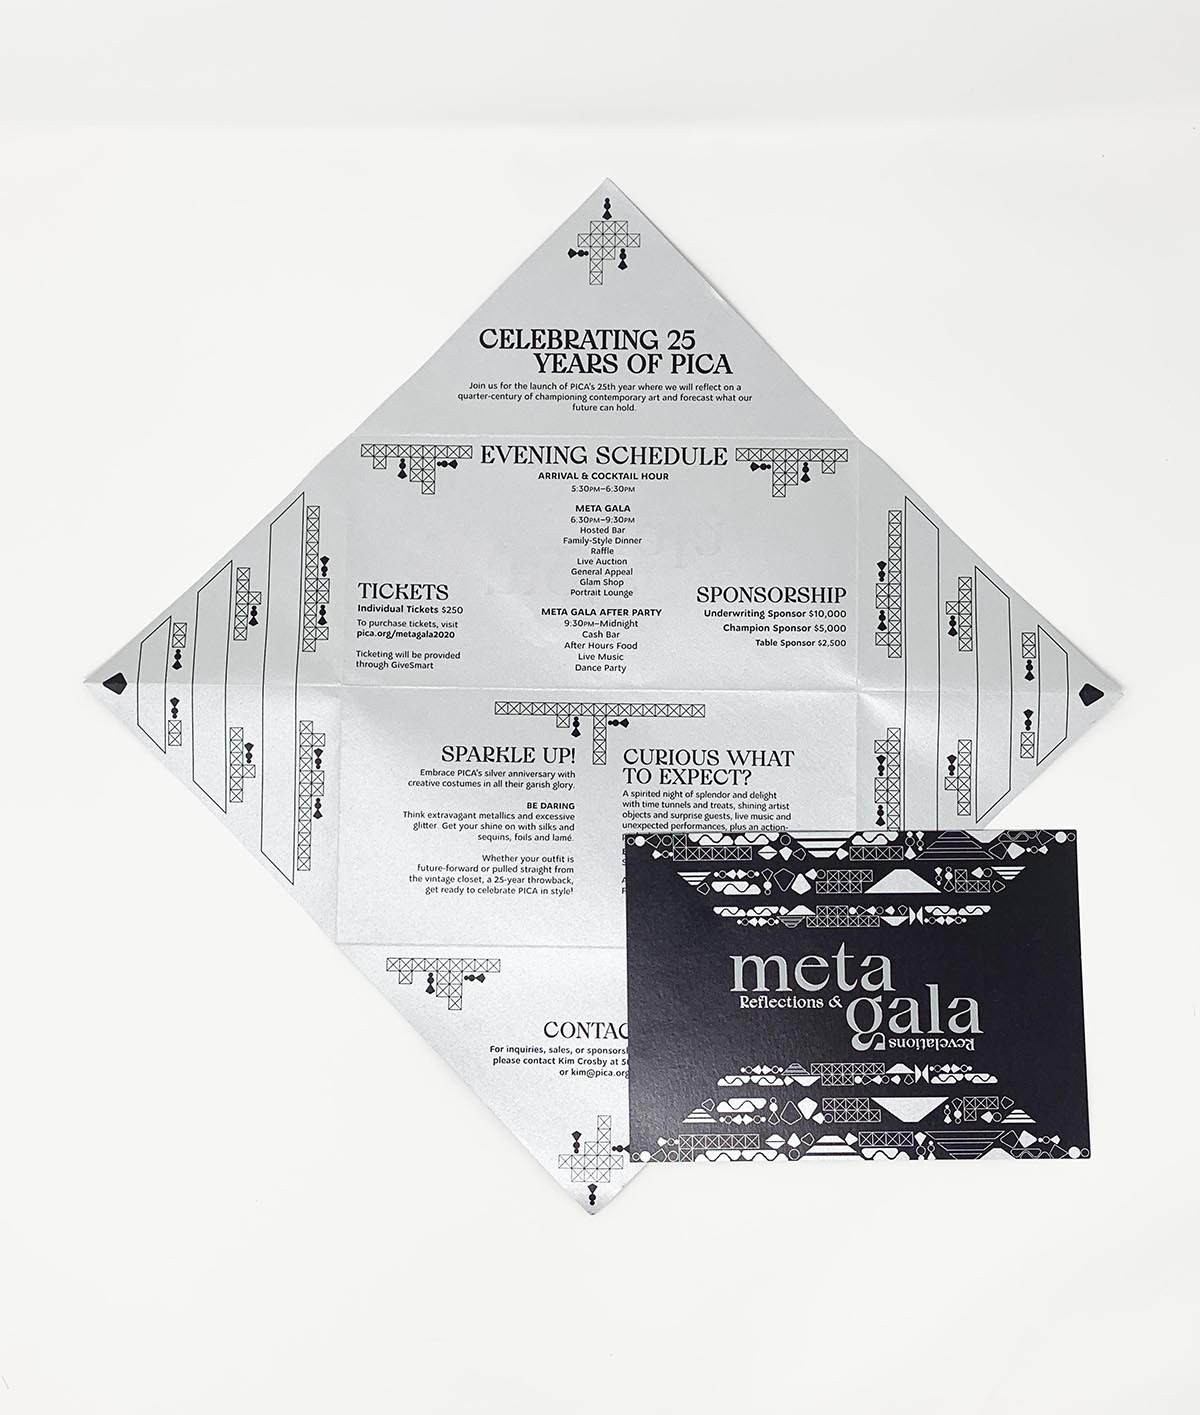 CELEBRATING 25
YEARS OF PICA
Join us for the launch of PICA's 25th year where we will reflect on a
quarter-century of championing contemporary art and forecast what our
future can hold.
EVENING SCHEDULE
ARRIVAL & COCKTAIL HOUR
5:30PM–6:30PM
META GALA
6:30PM–9:30PM
Hosted Bar
Family-Style Dinner
Raffle
Live Auction
General Appeal
Glam Shop
Portrait Lounge
META GALA AFTER PARTY
9:30PM–Midnight
Cash Bar
After Hours Food
Live Music
Dance Party
TICKETS
Individual Tickets $250
To purchase tickets, visit
pica.org/metagala2020
Ticketing will be provided
through GiveSmart
SPONSORSHIP
Underwriting Sponsor $10,000
Champion Sponsor $5,000
Table Sponsor $2,500
SPARKLE UP!
Embrace PICA's silver anniversary with
creative costumes in all their garish glory.
BE DARING
Think extravagant metallics and excessive
glitter Get your shine on with silks and
sequins, foils and lamé.
Whether your outfit is
future-forward or pulled straight from
the vintage closet, a 25-year throwback,
get ready to celebrate PICA in style!
CURIOUS WHAT
TO EXPECT?
A spirited night of splendor and delight
with time tunnels and treats, shining artist
objects and surprise guests, live music and
unexpected performances, plus an action-
CONTAC
For inquiries, sales, or sponsorsh
please contact Kim Crosby at 5
or kim@pica.org
meta
Reflections &
gala
Revelations